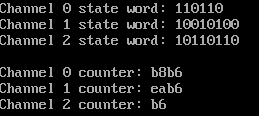 Channel 0 state word: 110110
Channel 1 state word: 10010100
Channel 2 state word: 10110110
Channel 0 counter: b8b6
Channel 1 counter: eab6
Channel 2 counter: b6